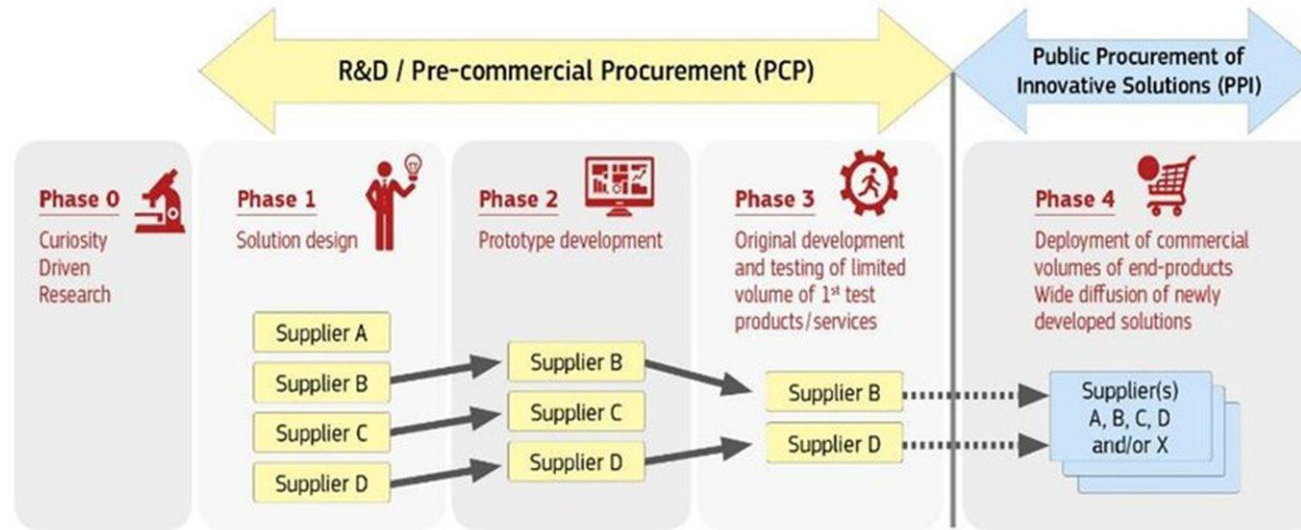 R&D / Pre-commercial Procurement (PCP)
Public Procurement of
Innovative Solutions (PPI)
Phase 0
Curiosity
Driven
Research
Phase 1
Solution design
Supplier A
Supplier B
Supplier C
Supplier D
Phase 2
Prototype development
Supplier B
Supplier C
Supplier D
Phase 3
Original development
and testing of limited
volume of 1st test
products/services
Supplier B
Supplier D
Phase 4
Deployment of commercial
volumes of end-products
Wide diffusion of newly
developed solutions
Supplier(s)
A, B, C, D
and/or X